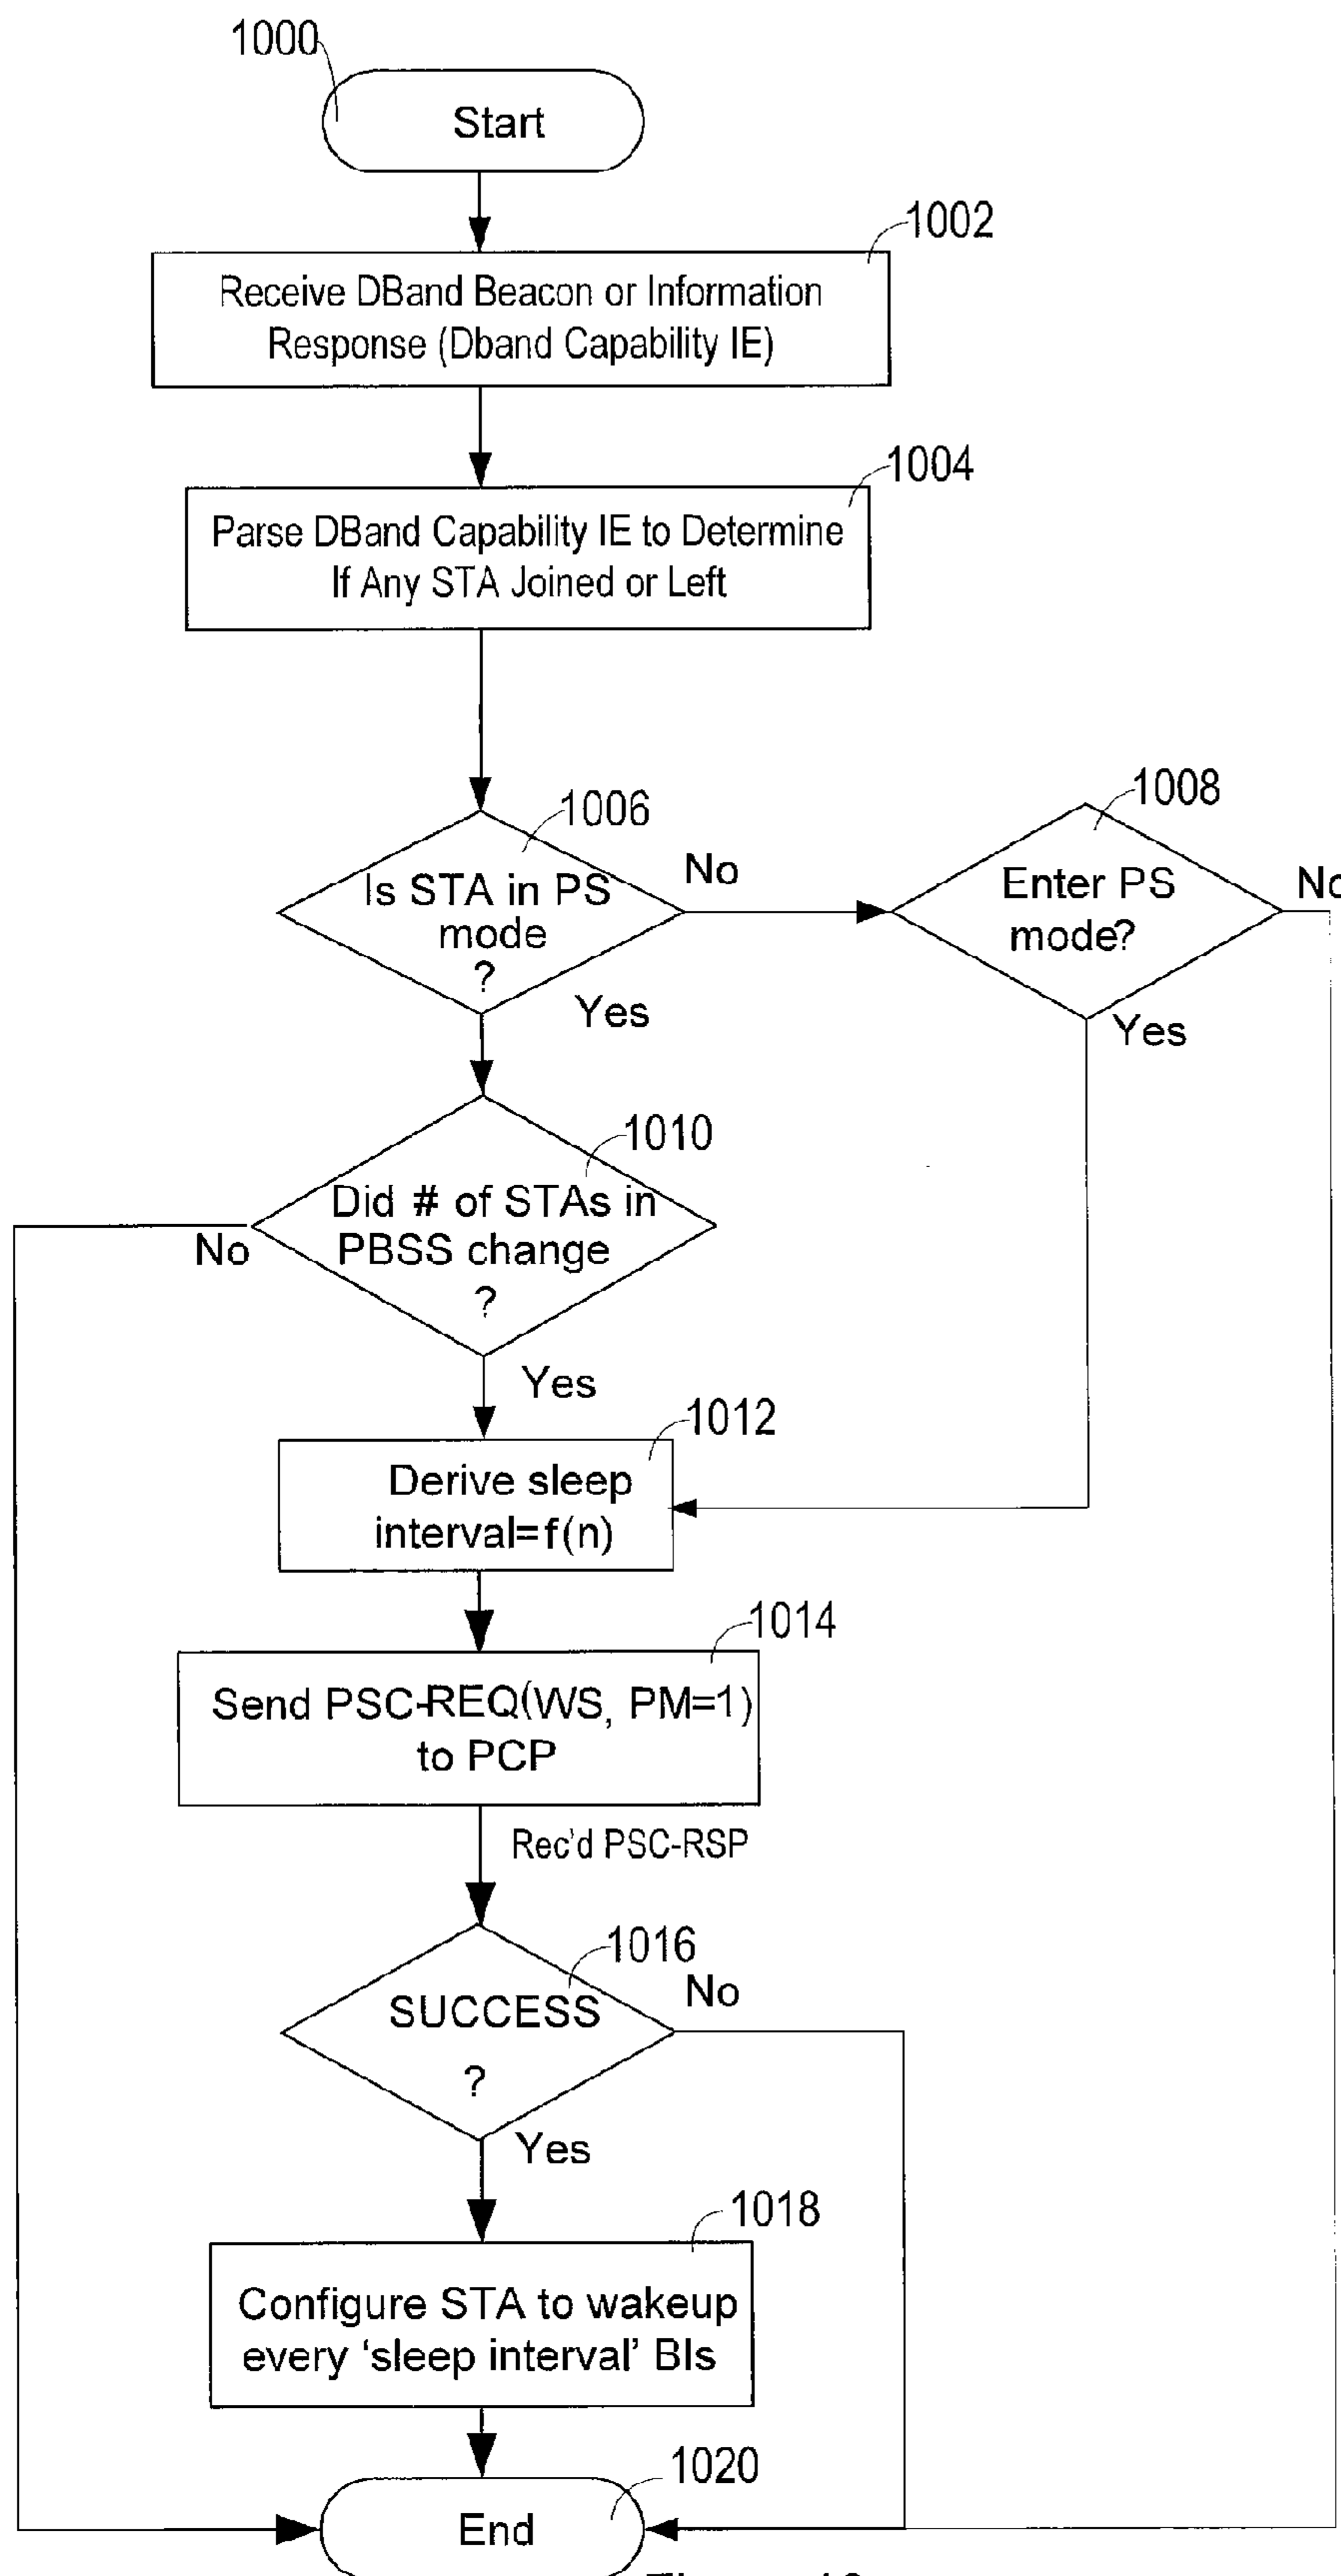 1000
Start
1002
Receive DBand Beacon or Information
Response (Dband Capability IE)
1004
Parse DBand Capability IE to Determine
If Any STA Joined or Left
1006
Is STA in PS
mode
?
No
Yes
1008
Enter PS
mode?
No
Yes
1010
Did # of STAs in
PBSS change
?
No
Yes
1012
Derive sleep
interval=f(n)
1014
Send PSC-REQ(WS, PM=1)
to PCP
Rec'd PSC-RSP
1016
SUCCESS
?
No
Yes
1018
Configure STA to wakeup
every ‘sleep interval’ BIs
1020
End